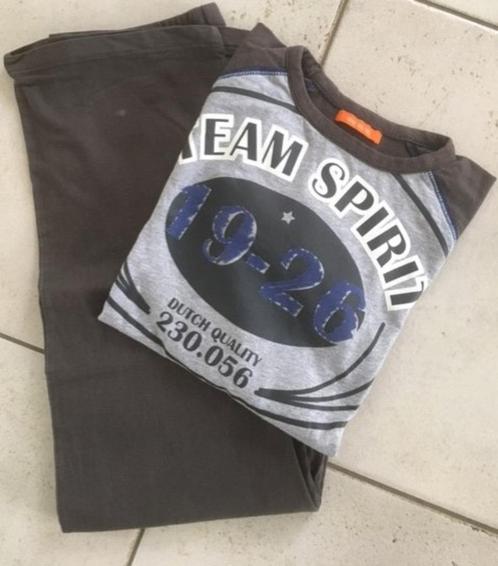 TEAM SPIRIT
19-26
DUTCH QUALITY
230.056